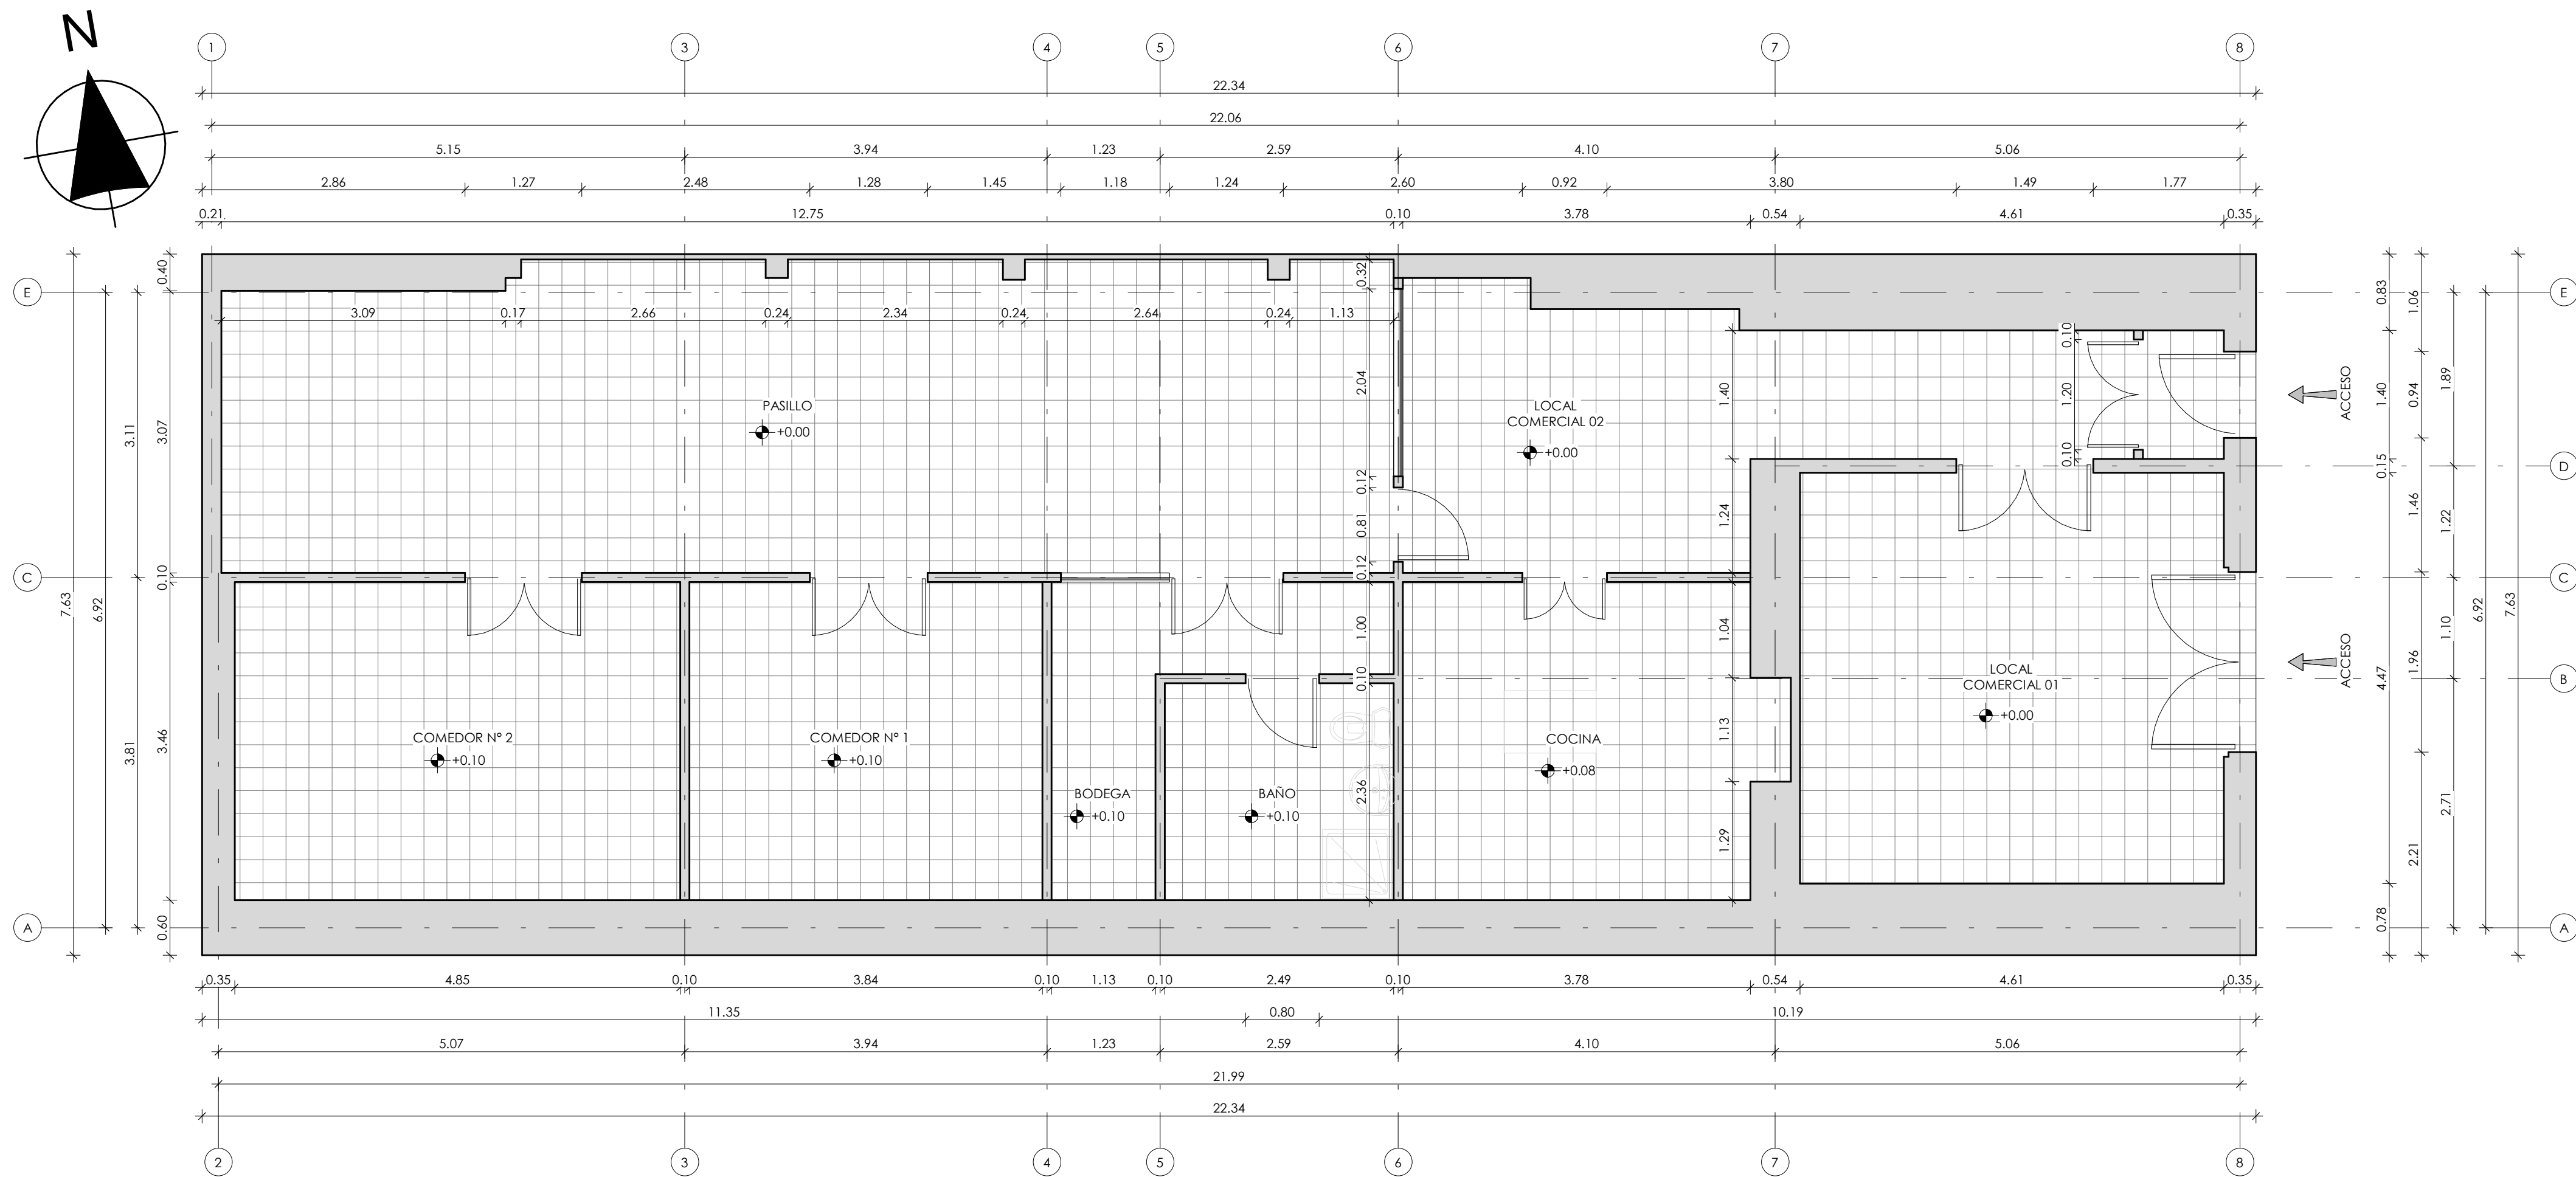 N
1 3 4 5 6 7 8
22.34
22.06
5.15 3.94 1.23 2.59 4.10 5.06
2.86 1.27 2.48 1.28 1.45 1.18 1.24 2.60 0.92 3.80 1.49 1.77
0.21 12.75 0.10 3.78 0.54 4.61 0.35
E
C
A
7.63
6.92
3.11
3.81
0.40
3.07
0.10
3.46
0.60
3.09 0.17 2.66 0.24 2.34 0.24 2.64 0.24 1.13
0.32
2.04
0.12
0.81
0.12
1.00
0.10
2.36
PASILLO
+0.00
LOCAL
COMERCIAL 02
+0.00
1.40
1.24
1.04
1.13
1.29
0.10
1.20
0.10
COMEDOR Nº 2
+0.10
COMEDOR Nº 1
+0.10
BODEGA
+0.10
BAÑO
+0.10
COCINA
+0.08
LOCAL
COMERCIAL 01
+0.00
ACCESO
ACCESO
0.83
1.40
0.15
4.47
0.78
1.06
0.94
1.46
1.96
2.21
1.89
1.22
1.10
2.71
6.92
7.63
E
D
C
B
A
0.35 4.85 0.10 3.84 0.10 1.13 0.10 2.49 0.10 3.78 0.54 4.61 0.35
11.35 0.80 10.19
5.07 3.94 1.23 2.59 4.10 5.06
21.99
22.34
2 3 4 5 6 7 8